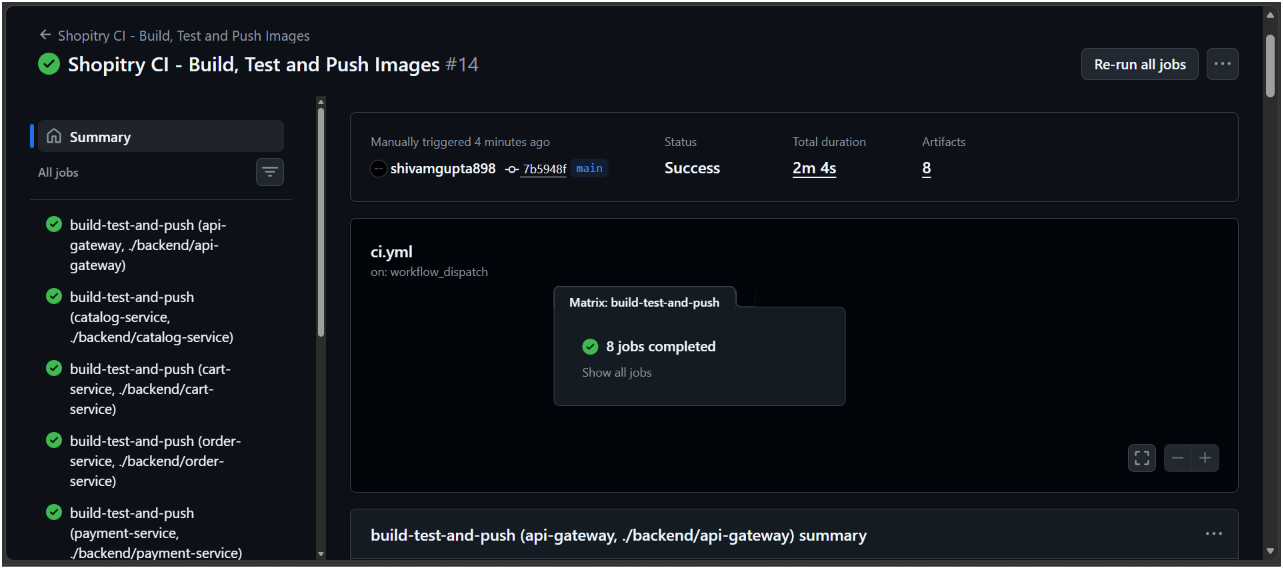 Shopitry CI - Build, Test and Push Images
Shopitry CI - Build, Test and Push Images #14
Re-run all jobs
Summary
All jobs
build-test-and-push (api-
gateway, ./backend/api-
gateway)
build-test-and-push
(catalog-service,
./backend/catalog-service)
build-test-and-push (cart-
service, ./backend/cart-
service)
build-test-and-push (order-
service, ./backend/order-
service)
build-test-and-push
(payment-service,
./backend/payment-service)
Manually triggered 4 minutes ago
shivamgupta898 7b5948f main
Status
Success
Total duration
2m 4s
Artifacts
8
ci.yml
on: workflow_dispatch
Matrix: build-test-and-push
8 jobs completed
Show all jobs
build-test-and-push (api-gateway, ./backend/api-gateway) summary